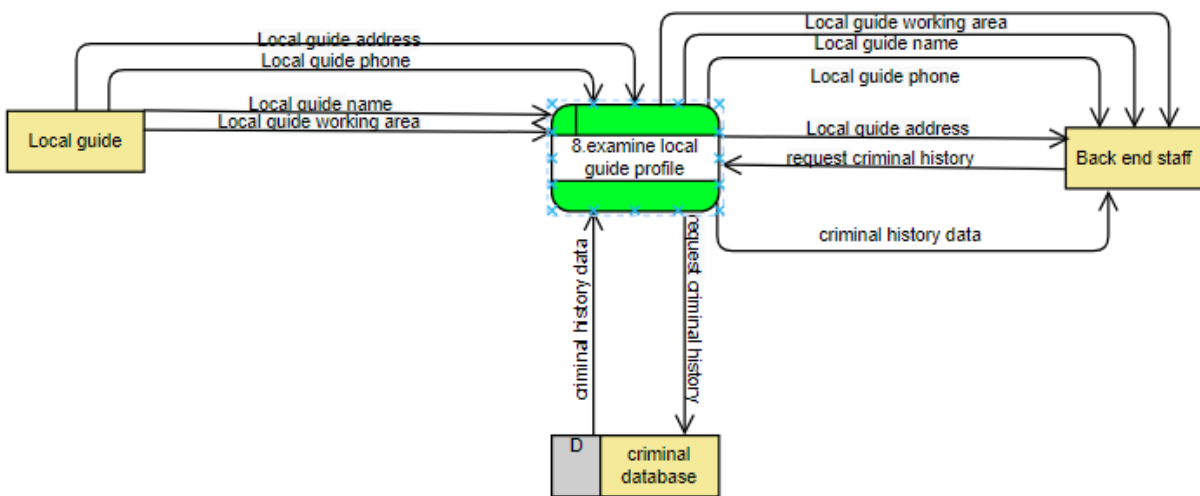 Local guide working area
Local guide address
Local guide name
Local guide phone
Local guide phone
Local guide name
Local guide working area
Local guide address
Local guide
8.examine local
guide profile
request criminal history
Back end staff
criminal history data
criminal history data
request criminal history
D
criminal
database